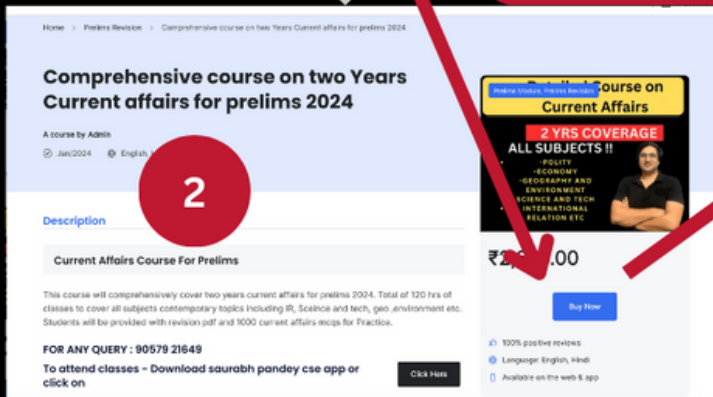 Home > Prelims Revision > Comprehensive course on two Years Current affairs for prelims 2024
Comprehensive course on two Years
Current affairs for prelims 2024
A course by Admin
Jan/2024 English,
2
Prelims Module, Prelims Revision
Course on
Current Affairs
2 YRS COVERAGE
ALL SUBJECTS !!
-POLITY
-ECONOMY
-GEOGRAPHY AND
ENVIRONMENT
SCIENCE AND TECH
INTERNATIONAL
RELATION ETC
Description
Current Affairs Course For Prelims
This course will comprehensively cover two years current affairs for prelims 2024. Total of 120 hrs of
classes to cover all subjects contemporary topics including IR, Sceince and tech, geo ,environment etc.
Students will be provided with revision pdf and 1000 current affairs mcqs for Practice.
FOR ANY QUERY : 90579 21649
To attend classes - Download saurabh pandey cse app or
click on
Click Here
.00
Buy Now
100% positive reviews
Language: English, Hindi
Available on the web & app